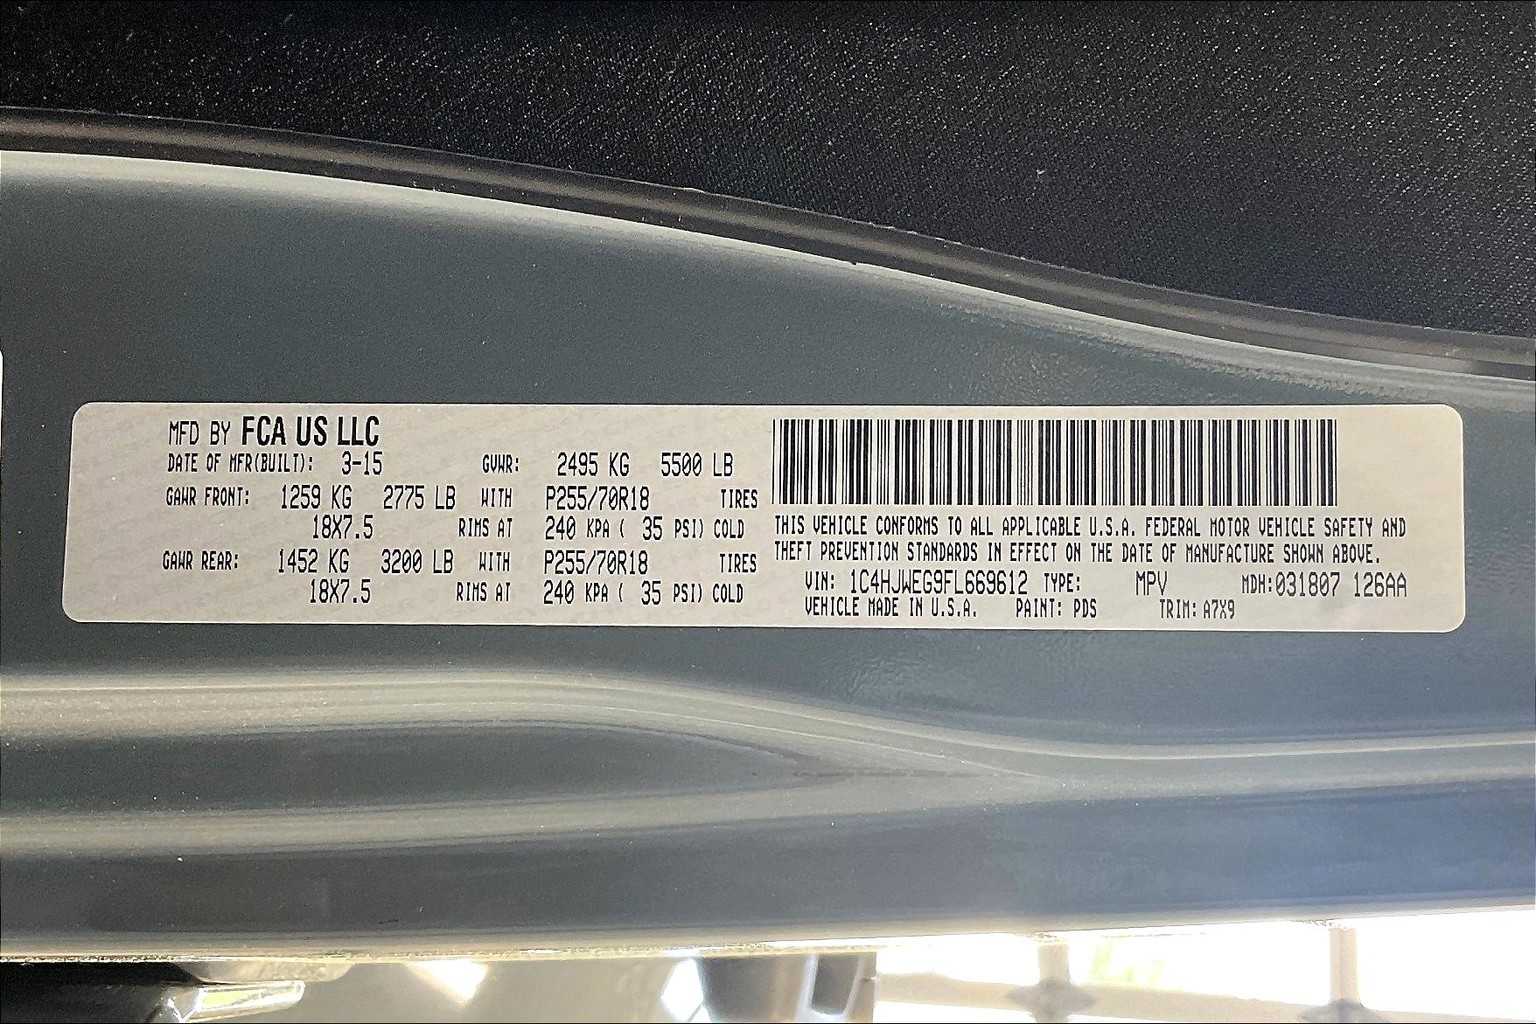 MFD BY FCA US LLC
DATE OF MFR(BUILT): 3-15 GVWR: 2495 KG 5500 LB
GAWR FRONT: 1259 KG 2775 LB WITH P255/70R18 TIRES
18X7.5 RIMS AT 240 KPA ( 35 PSI) COLD
GAWR REAR: 1452 KG 3200 LB WITH P255/70R18 TIRES
18X7.5 RIMS AT 240 KPA ( 35 PSI) COLD
THIS VEHICLE CONFORMS TO ALL APPLICABLE U.S.A. FEDERAL MOTOR VEHICLE SAFETY AND
THEFT PREVENTION STANDARDS IN EFFECT ON THE DATE OF MANUFACTURE SHOWN ABOVE.
VIN: 1C4HJWEG9FL669612 TYPE: MPV MDH:031807 126AA
VEHICLE MADE IN U.S.A. PAINT: PDS TRIM: A7X9